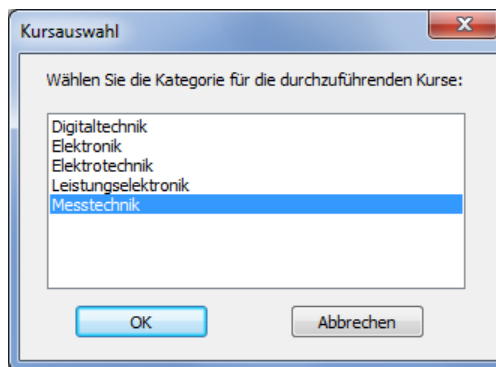 Kursauswahl
Wählen Sie die Kategorie für die durchzuführenden Kurse:
Digitaltechnik
Elektronik
Elektrotechnik
Leistungselektronik
Messtechnik
OK
Abbrechen